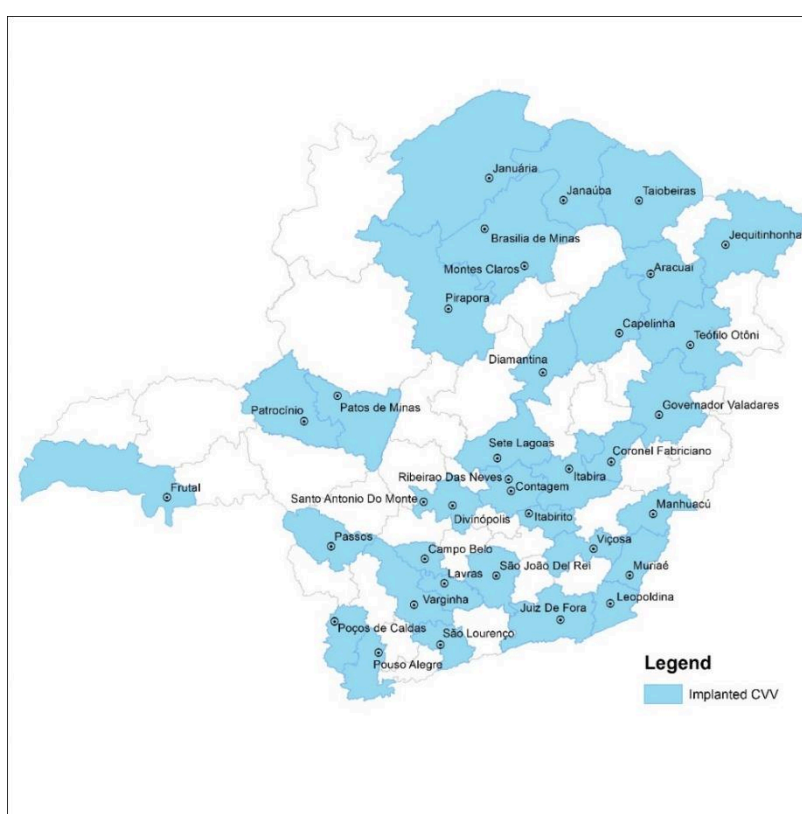 Januária
Janaúba
Taiobeiras
Brasilia de Minas
Jequitinhonha
Montes Claros
Aracuaí
Pirapora
Capelinha
Teófilo Otôni
Diamantina
Patos de Minas
Patrocínio
Governador Valadares
Sete Lagoas
Coronel Fabriciano
Ribeirao Das Neves
Itabira
Contagem
Frutal
Santo Antonio Do Monte
Divinópolis
Itabirito
Manhuacú
Passos
Viçosa
Campo Belo
São João Del Rei
Muriaé
Lavras
Varginha
Juiz De Fora
Leopoldina
Poços de Caldas
São Lourenço
Pouso Alegre
Legend
Implanted CVV